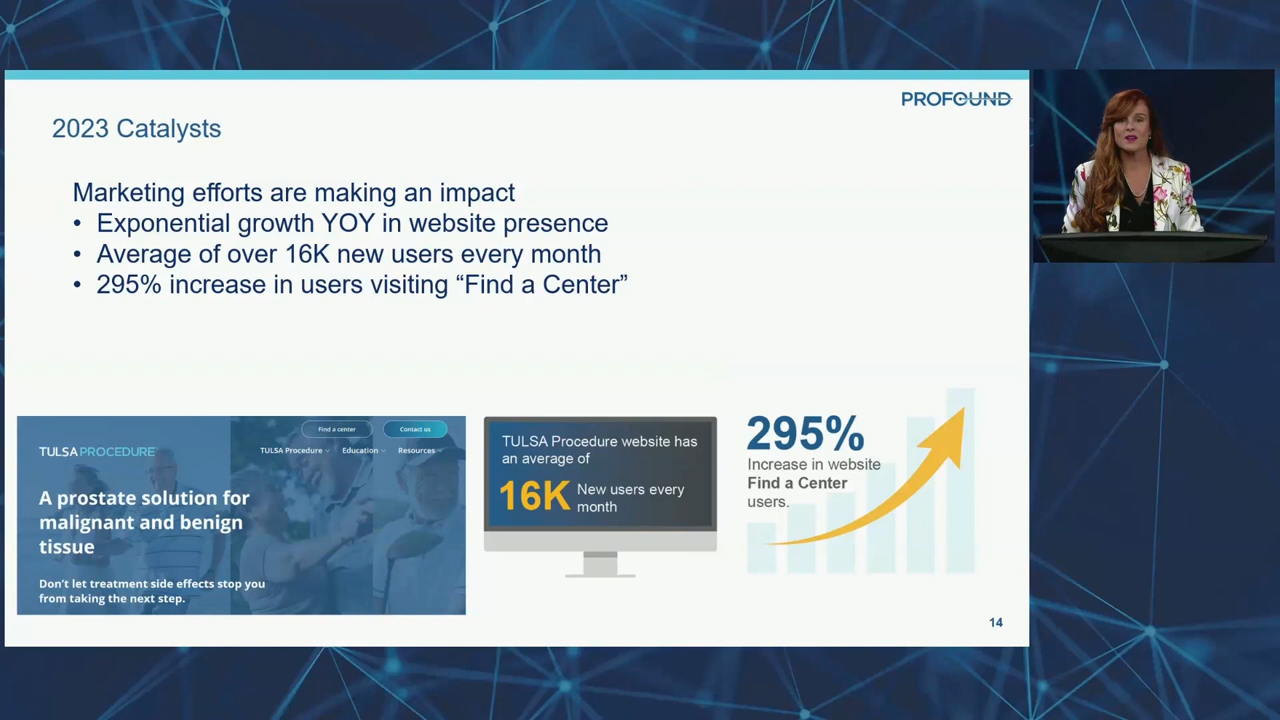 PROFOUND
2023 Catalysts
Marketing efforts are making an impact
• Exponential growth YOY in website presence
• Average of over 16K new users every month
• 295% increase in users visiting “Find a Center”
Find a center
Contact us
TULSA PROCEDURE
TULSA Procedure
Education
Resources
A prostate solution for
malignant and benign
tissue
Don’t let treatment side effects stop you
from taking the next step.
TULSA Procedure website has
an average of
16K New users every
month
295%
Increase in website
Find a Center
users.
14